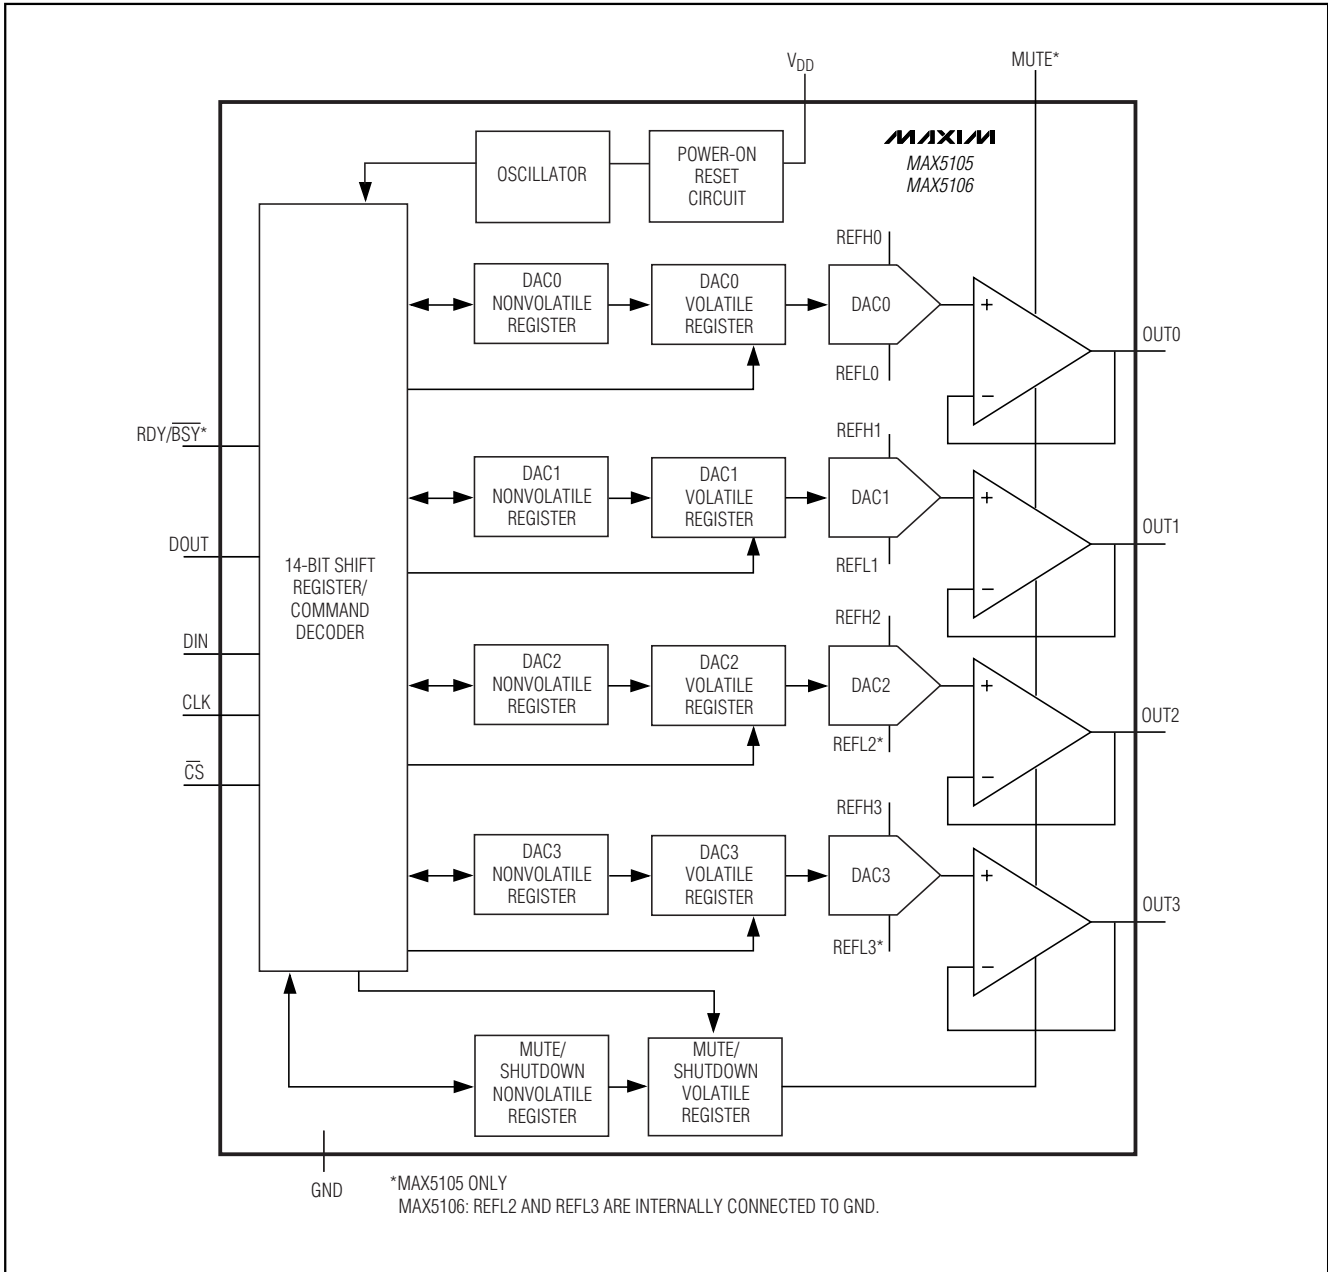 V_DD
MUTE*
MAXIM
MAX5105
MAX5106
OSCILLATOR
POWER-ON
RESET
CIRCUIT
REFH0
DAC0
NONVOLATILE
REGISTER
DAC0
VOLATILE
REGISTER
DAC0
+
−
OUT0
REFL0
RDY/B̅S̅Y̅*
DOUT
DIN
CLK
C̅S̅
14-BIT SHIFT
REGISTER/
COMMAND
DECODER
REFH1
DAC1
NONVOLATILE
REGISTER
DAC1
VOLATILE
REGISTER
DAC1
+
−
OUT1
REFL1
REFH2
DAC2
NONVOLATILE
REGISTER
DAC2
VOLATILE
REGISTER
DAC2
+
−
OUT2
REFL2*
REFH3
DAC3
NONVOLATILE
REGISTER
DAC3
VOLATILE
REGISTER
DAC3
+
−
OUT3
REFL3*
MUTE/
SHUTDOWN
NONVOLATILE
REGISTER
MUTE/
SHUTDOWN
VOLATILE
REGISTER
GND
*MAX5105 ONLY
MAX5106: REFL2 AND REFL3 ARE INTERNALLY CONNECTED TO GND.